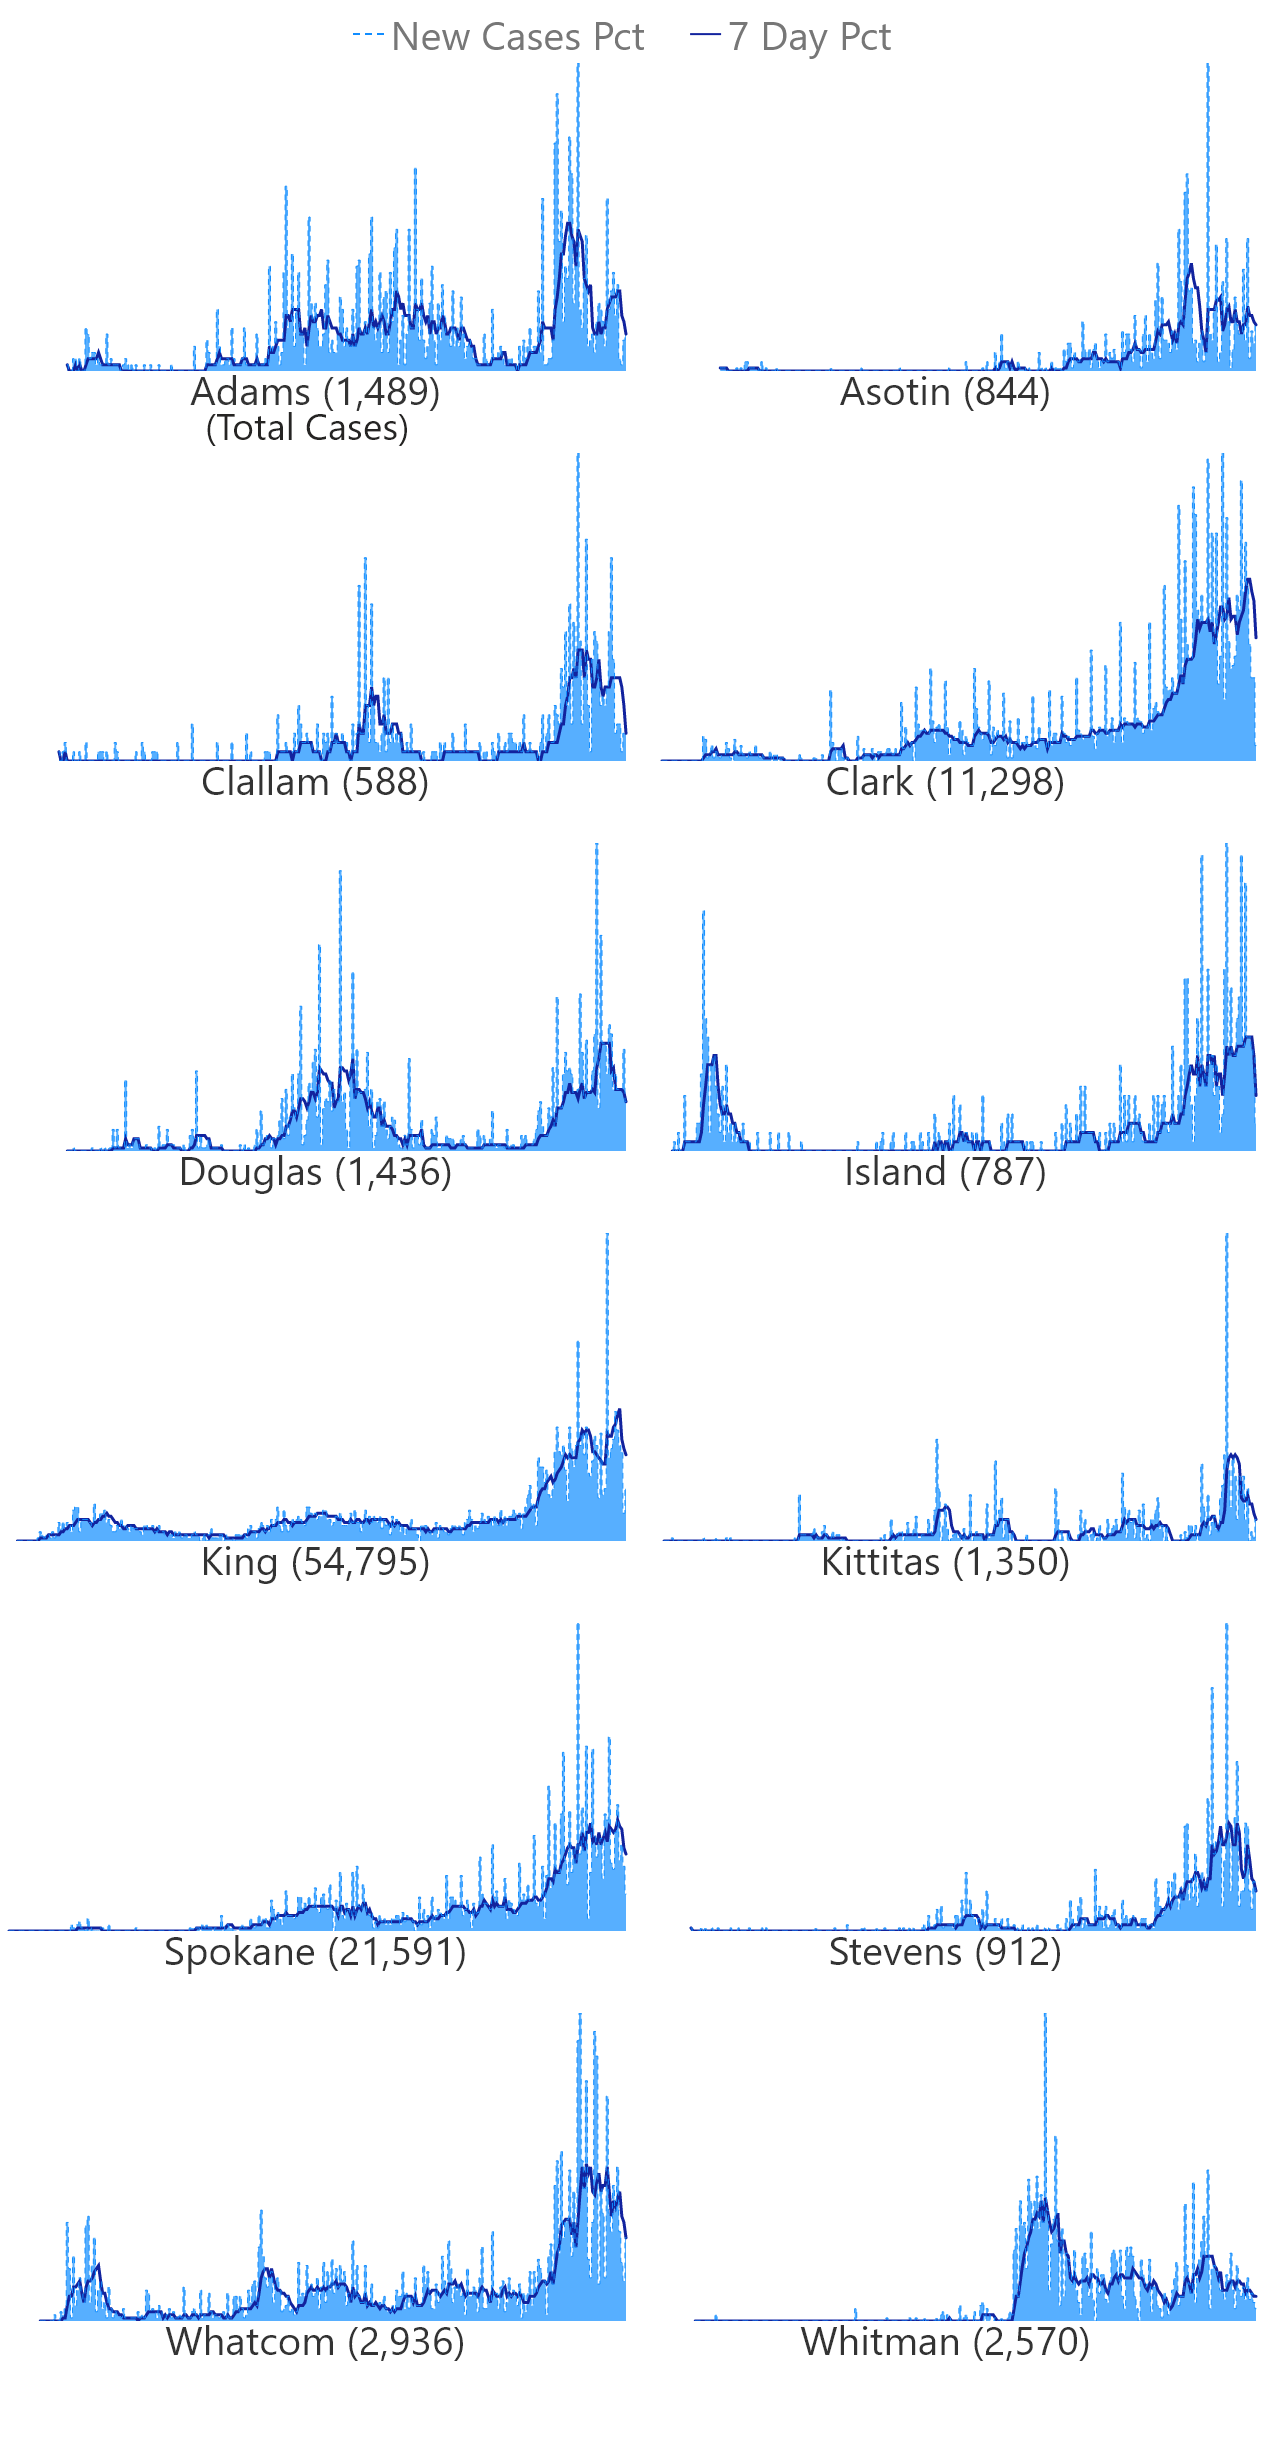 New Cases Pct 7 Day Pct
Adams (1,489) Asotin (844)
(Total Cases)
Clallam (588) Clark (11,298)
Douglas (1,436) Island (787)
King (54,795) Kittitas (1,350)
Spokane (21,591) Stevens (912)
Whatcom (2,936) Whitman (2,570)